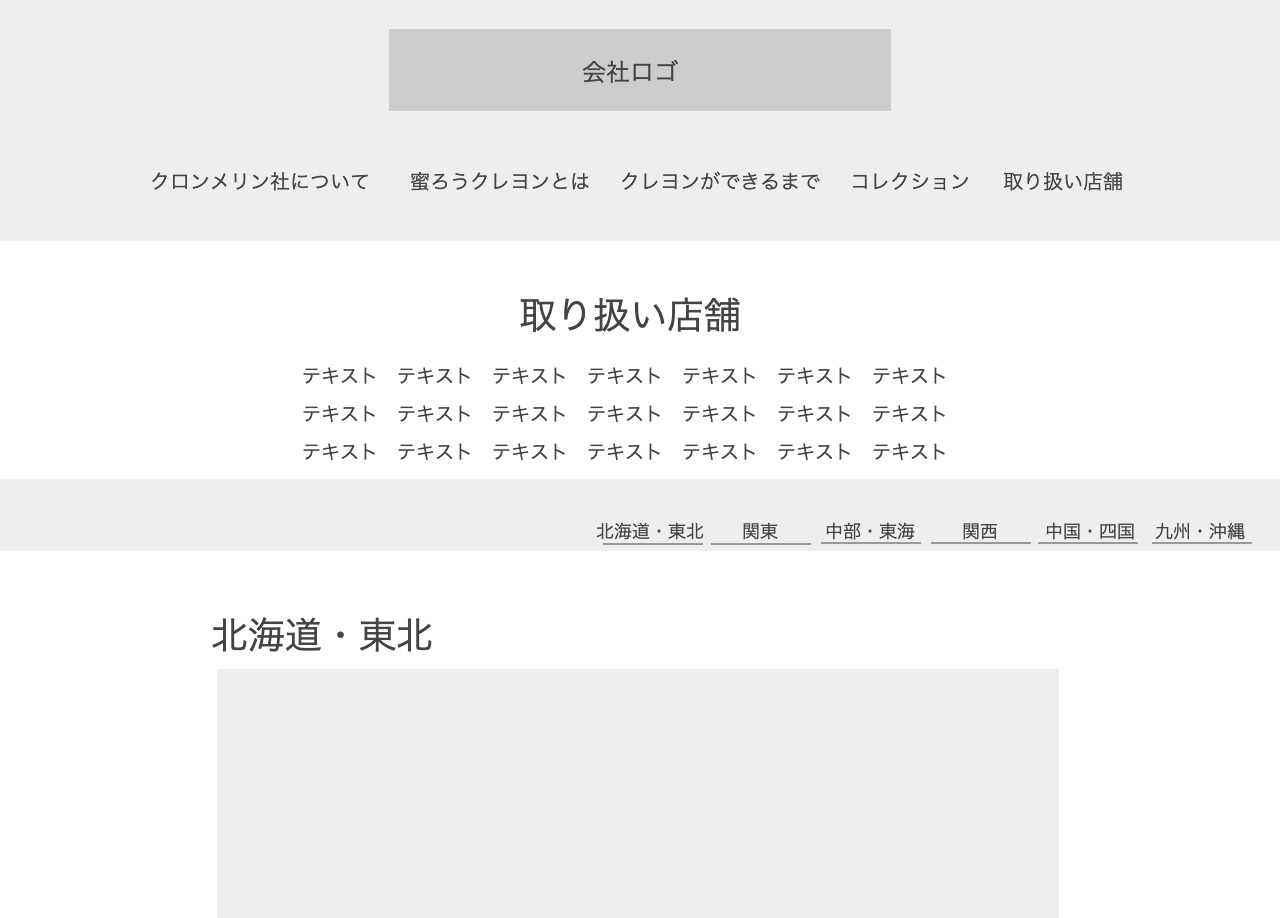 会社ロゴ
クロンメリン社について 蜜ろうクレヨンとは クレヨンができるまで コレクション 取り扱い店舗
取り扱い店舗
テキスト テキスト テキスト テキスト テキスト テキスト テキスト
テキスト テキスト テキスト テキスト テキスト テキスト テキスト
テキスト テキスト テキスト テキスト テキスト テキスト テキスト
北海道・東北 関東 中部・東海 関西 中国・四国 九州・沖縄
北海道・東北